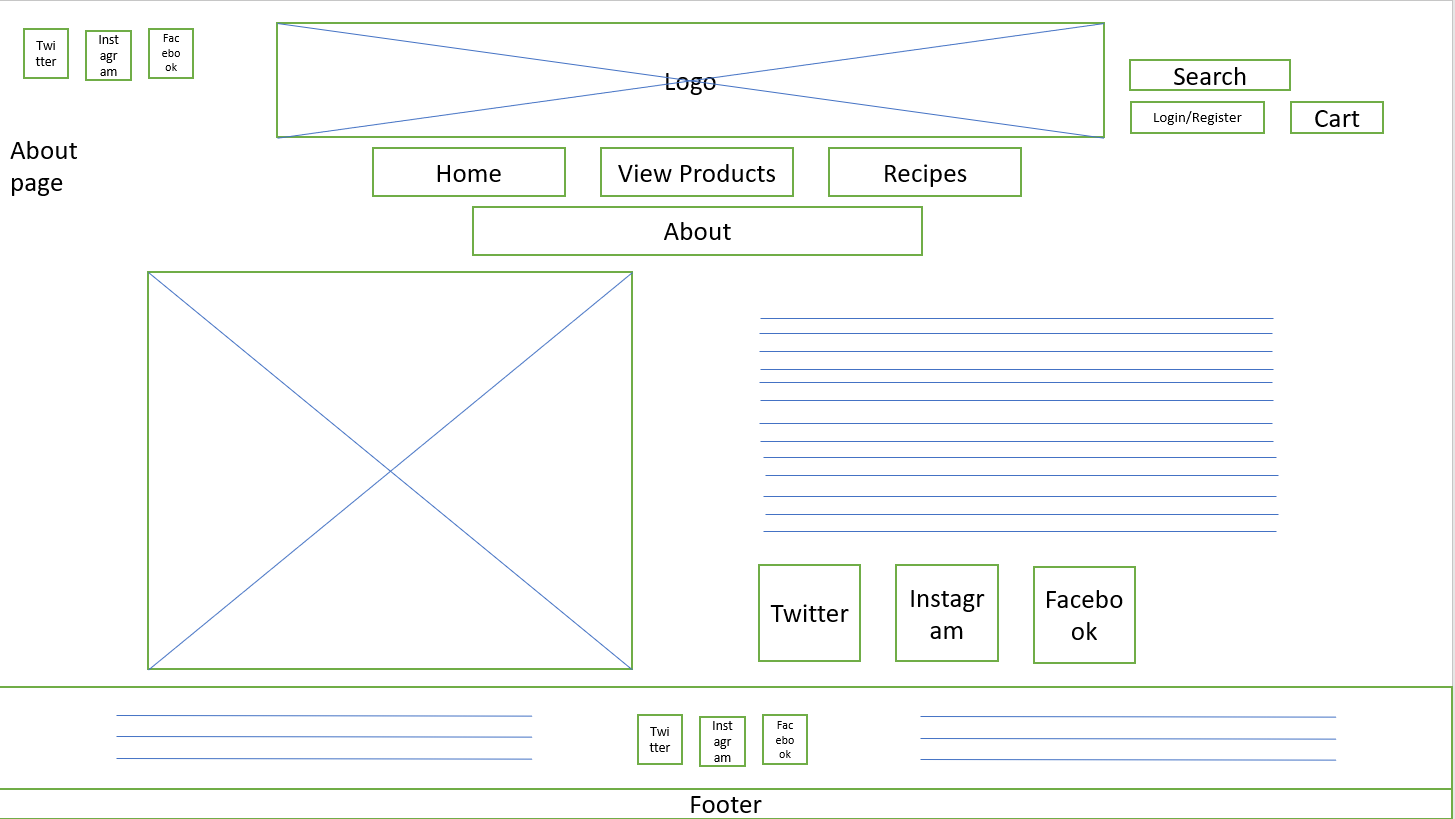 Twi
tter
Inst
agr
am
Fac
ebo
ok
Logo
Search
Login/Register
Cart
About
page
Home
View Products
Recipes
About
Twitter
Instagr
am
Facebo
ok
Twi
tter
Inst
agr
am
Fac
ebo
ok
Footer